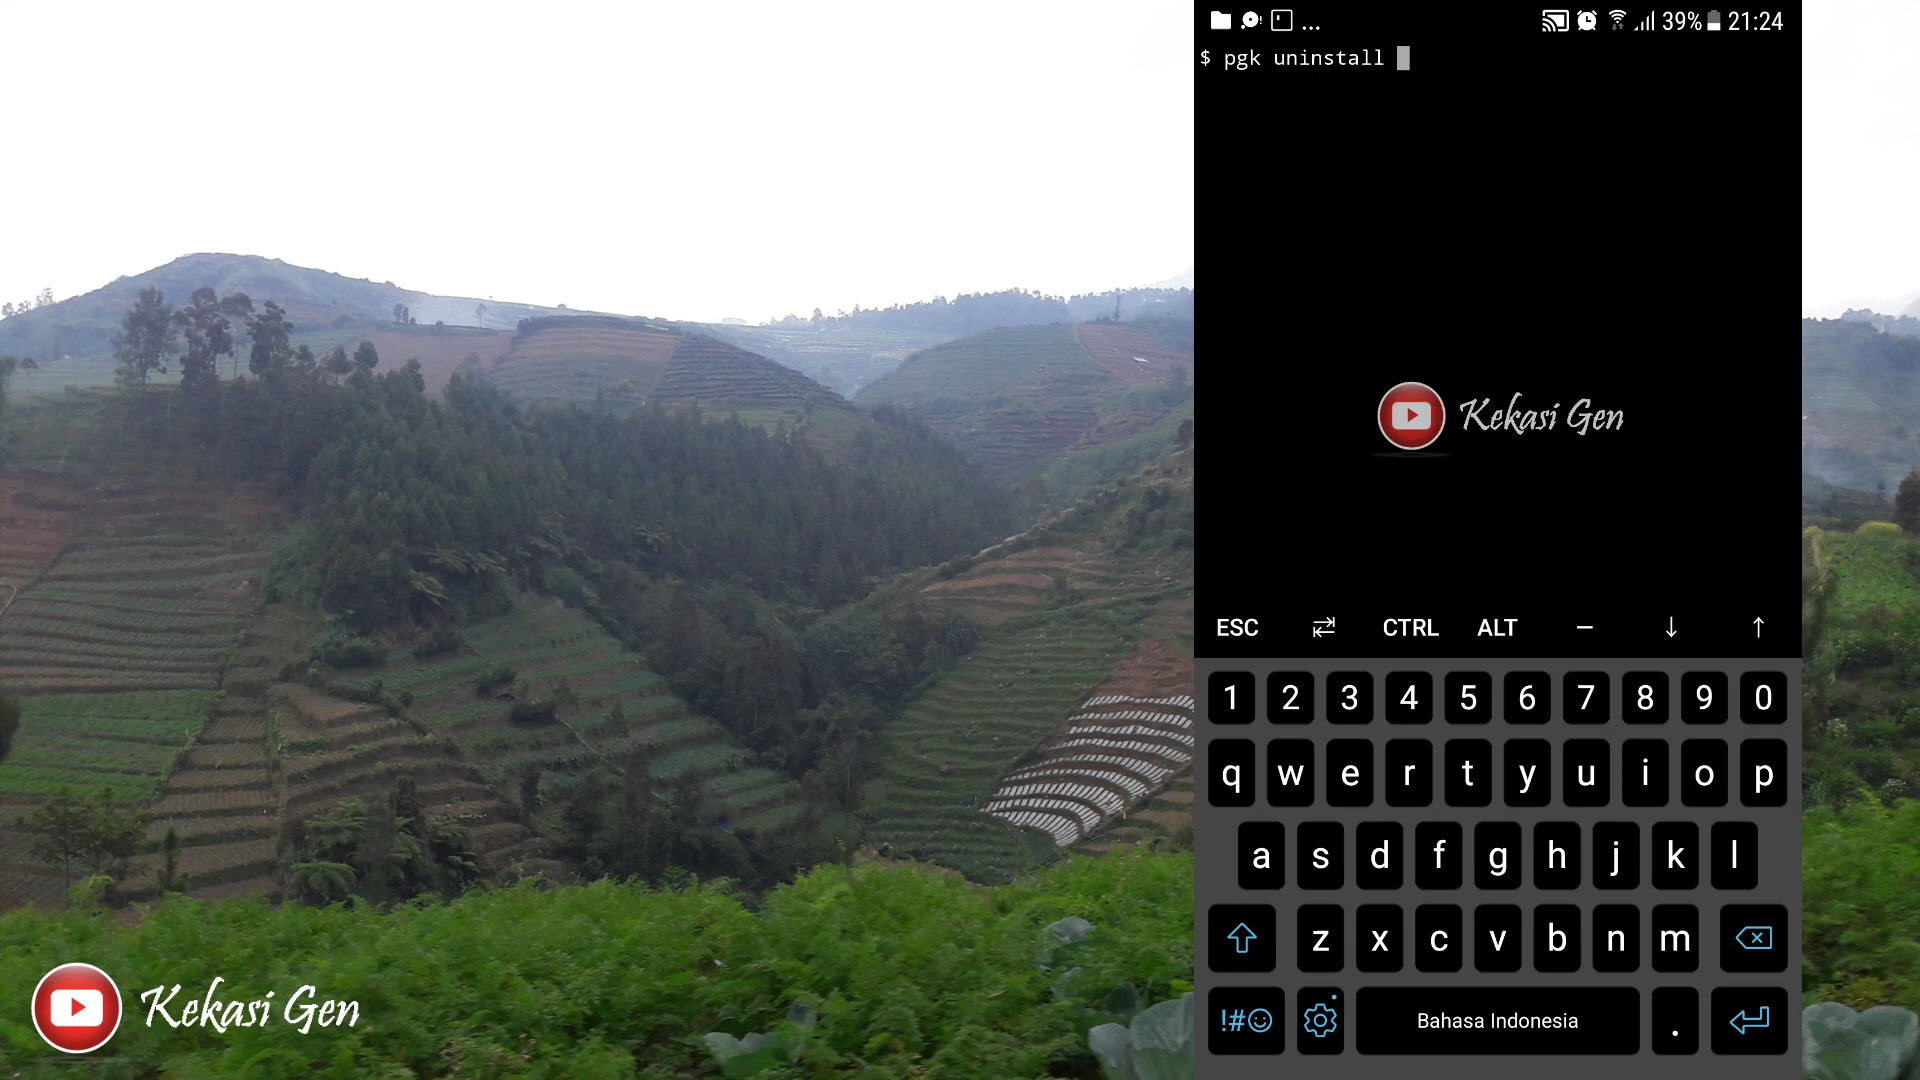 ... 39% 21:24
$ pgk uninstall
Kekasi Gen
ESC CTRL ALT — ↓ ↑
1 2 3 4 5 6 7 8 9 0
q w e r t y u i o p
a s d f g h j k l
z x c v b n m
!#☺ Bahasa Indonesia .
Kekasi Gen